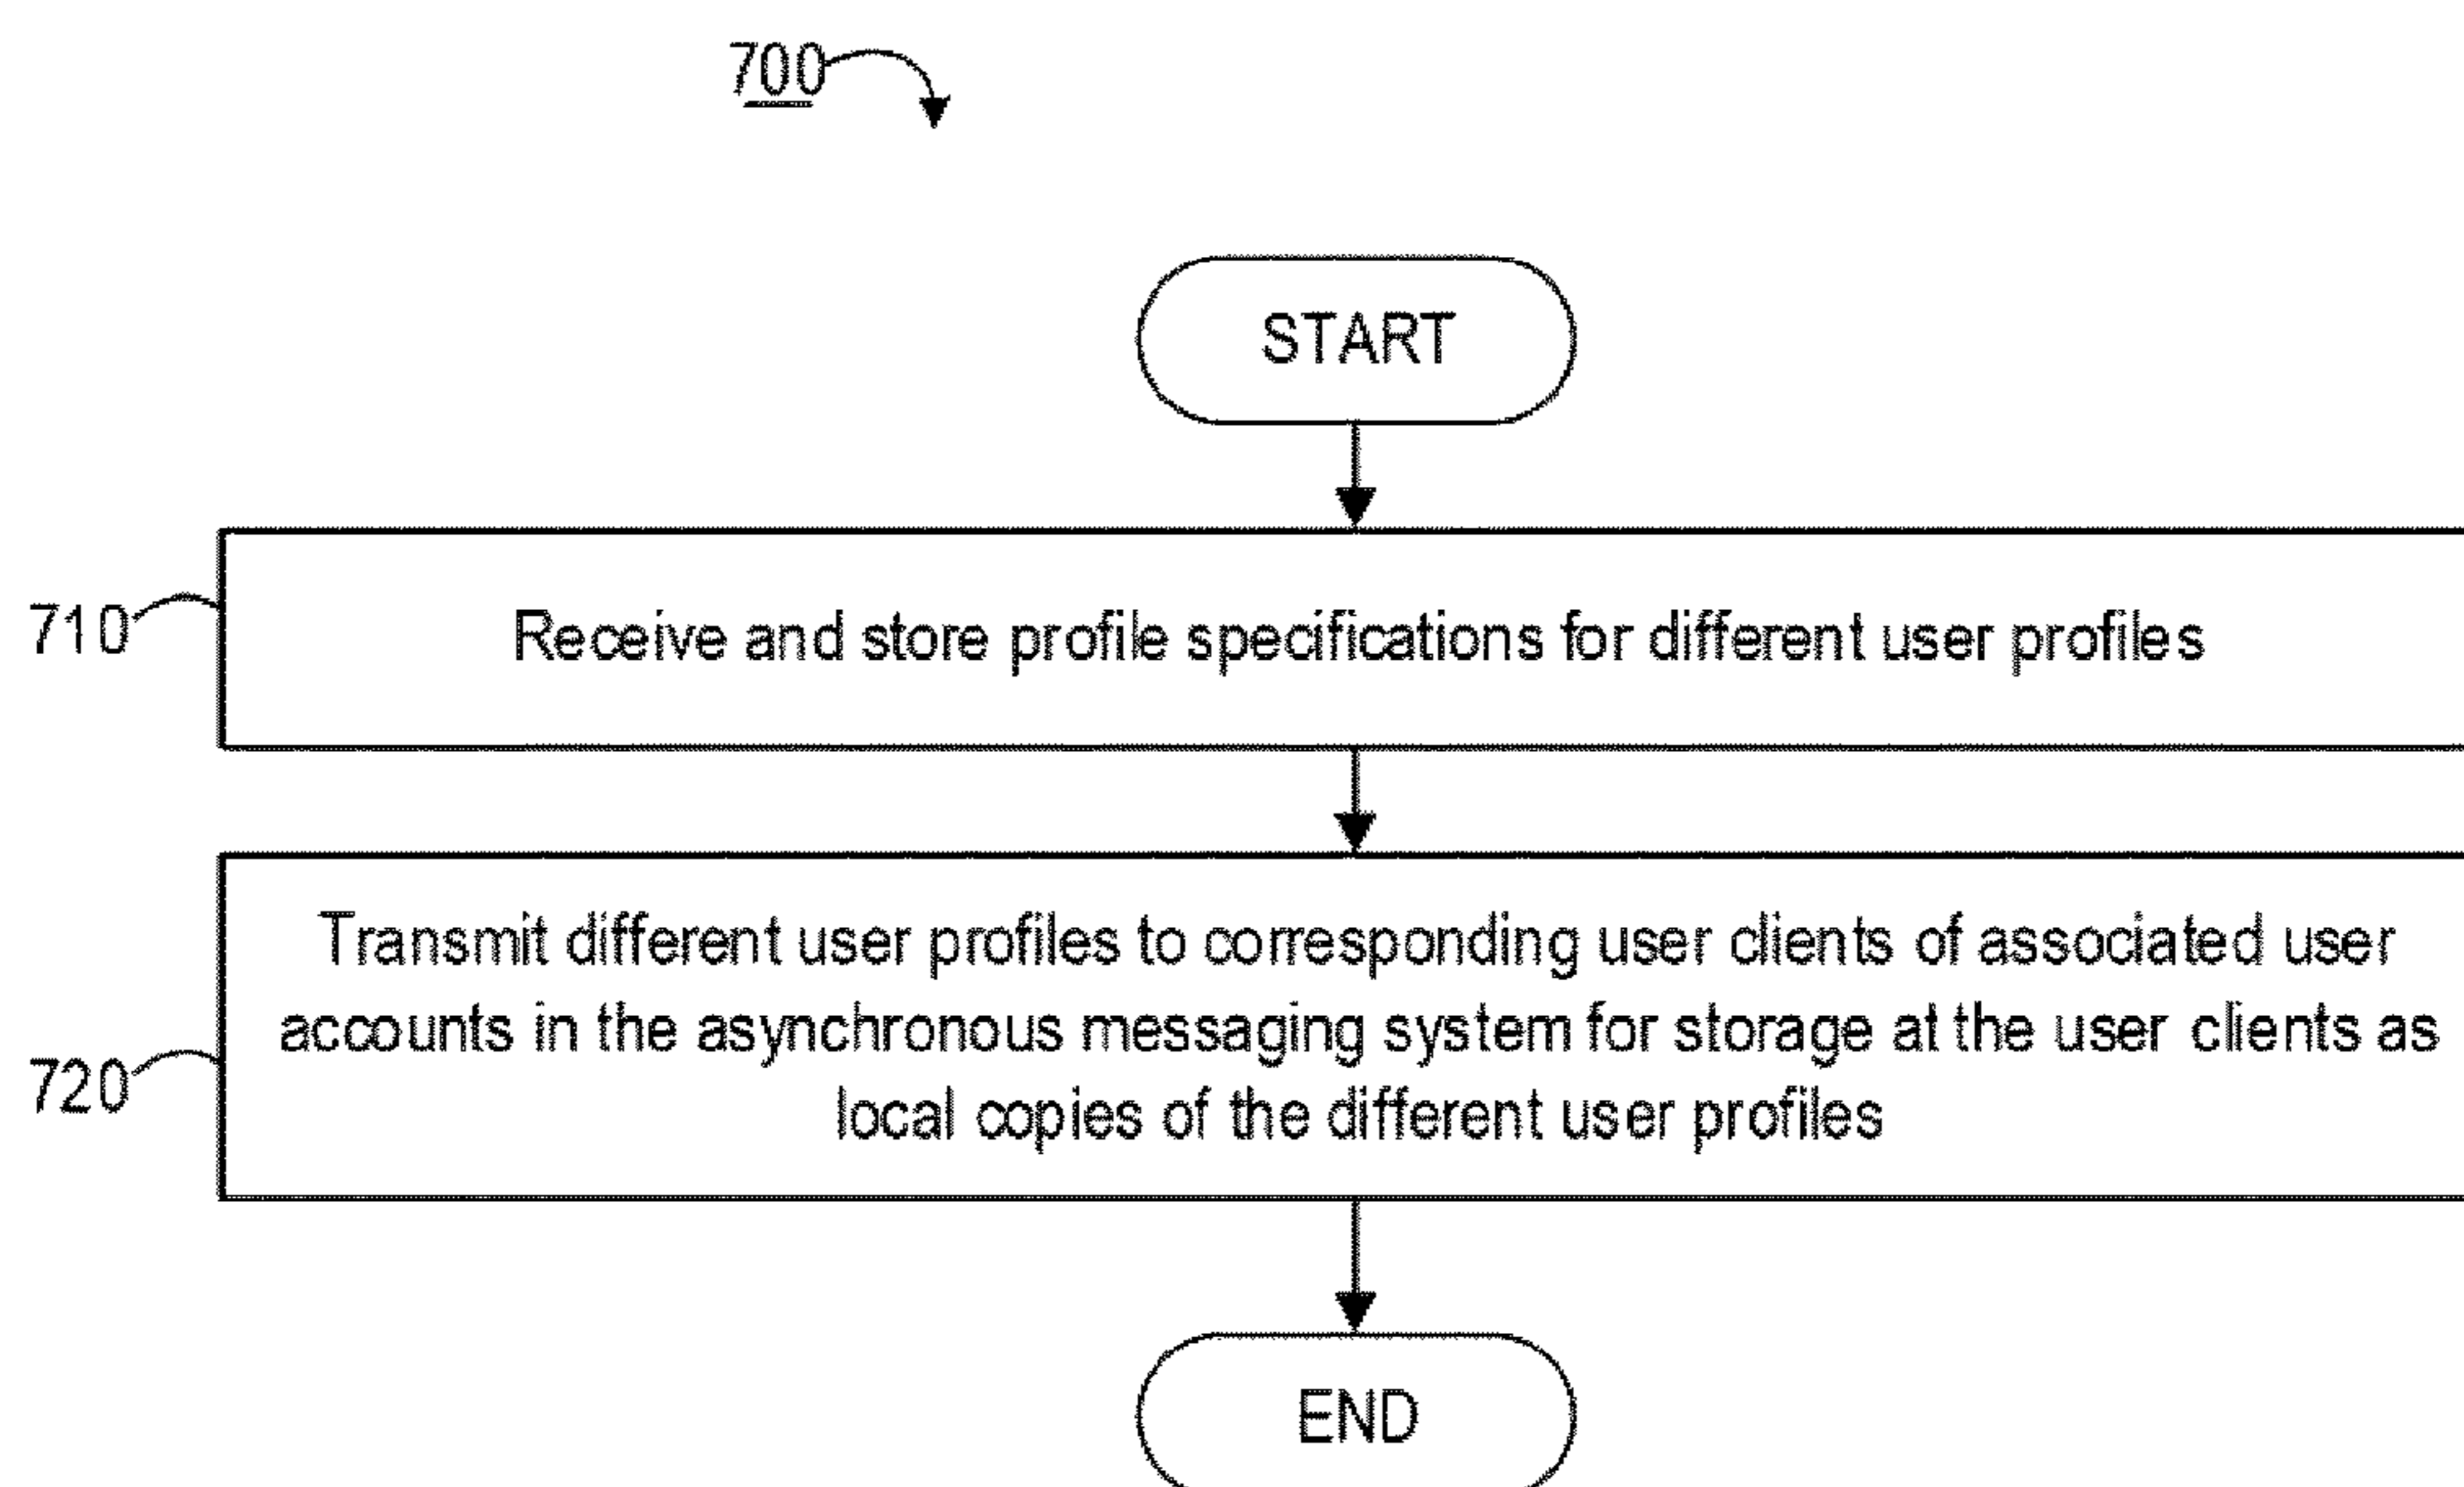 700
START
710
Receive and store profile specifications for different user profiles
Transmit different user profiles to corresponding user clients of associated user
accounts in the asynchronous messaging system for storage at the user clients as
720
local copies of the different user profiles
END